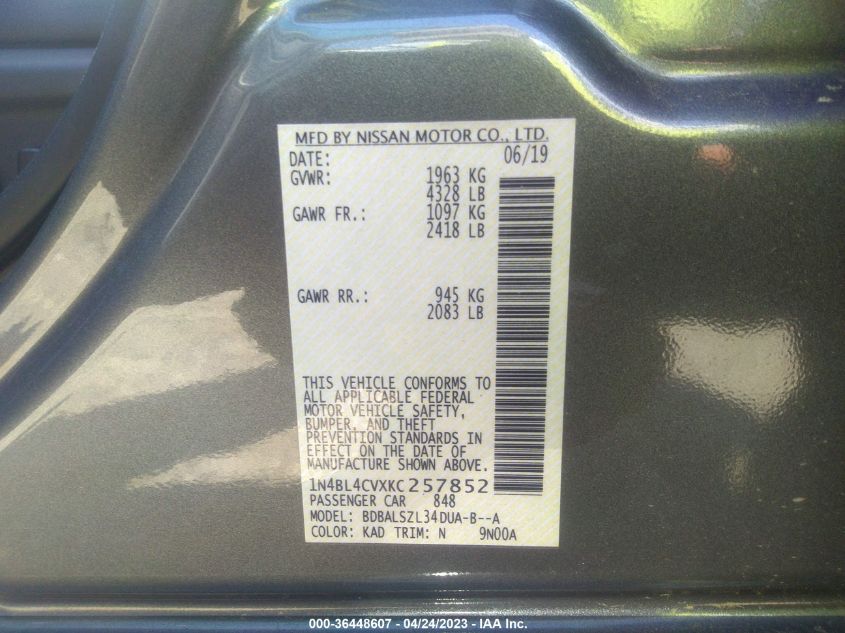 MFD BY NISSAN MOTOR CO., LTD.
DATE: 06/19
GVWR: 1963 KG
4328 LB
GAWR FR.: 1097 KG
2418 LB
GAWR RR.: 945 KG
2083 LB
THIS VEHICLE CONFORMS TO
ALL APPLICABLE FEDERAL
MOTOR VEHICLE SAFETY,
BUMPER, AND THEFT
PREVENTION STANDARDS IN
EFFECT ON THE DATE OF
MANUFACTURE SHOWN ABOVE.
1N4BL4CVXKC257852
PASSENGER CAR 848
MODEL: BDBALSZL34DUA-B--A
COLOR: KAD TRIM: N 9N00A
000-36448607 - 04/24/2023 - IAA Inc.